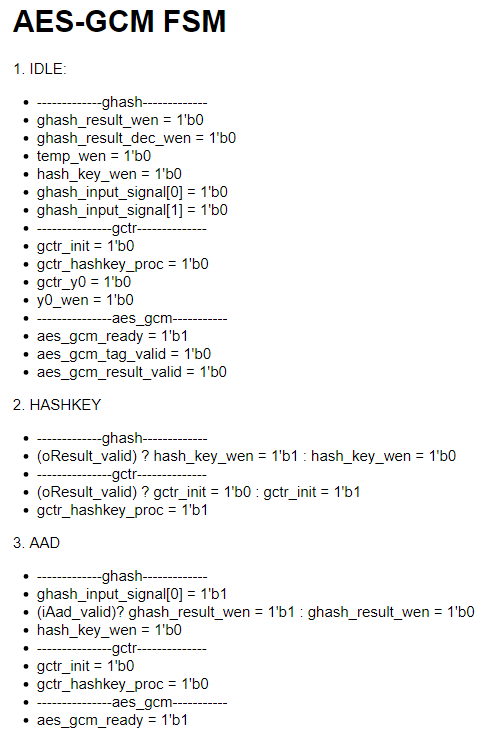 AES-GCM FSM
1. IDLE:
-------------ghash-------------
ghash_result_wen = 1'b0
ghash_result_dec_wen = 1'b0
temp_wen = 1'b0
hash_key_wen = 1'b0
ghash_input_signal[0] = 1'b0
ghash_input_signal[1] = 1'b0
---------------gctr--------------
gctr_init = 1'b0
gctr_hashkey_proc = 1'b0
gctr_y0 = 1'b0
y0_wen = 1'b0
---------------aes_gcm-----------
aes_gcm_ready = 1'b1
aes_gcm_tag_valid = 1'b0
aes_gcm_result_valid = 1'b0
2. HASHKEY
-------------ghash-------------
(oResult_valid) ? hash_key_wen = 1'b1 : hash_key_wen = 1'b0
---------------gctr--------------
(oResult_valid) ? gctr_init = 1'b0 : gctr_init = 1'b1
gctr_hashkey_proc = 1'b1
3. AAD
-------------ghash-------------
ghash_input_signal[0] = 1'b1
(iAad_valid)? ghash_result_wen = 1'b1 : ghash_result_wen = 1'b0
hash_key_wen = 1'b0
---------------gctr--------------
gctr_init = 1'b0
gctr_hashkey_proc = 1'b0
---------------aes_gcm-----------
aes_gcm_ready = 1'b1